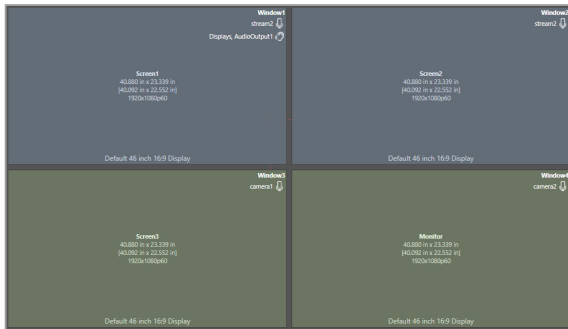 Window1
stream2
Displays, AudioOutput1
Screen1
40.880 in x 23.339 in
[40.092 in x 22.552 in]
1920x1080p60
Default 46 inch 16:9 Display
Window2
stream2
Screen2
40.880 in x 23.339 in
[40.092 in x 22.552 in]
1920x1080p60
Default 46 inch 16:9 Display
Window3
camera1
Screen3
40.880 in x 23.339 in
[40.092 in x 22.552 in]
1920x1080p60
Default 46 inch 16:9 Display
Window4
camera2
Monitor
40.880 in x 23.339 in
[40.092 in x 22.552 in]
1920x1080p60
Default 46 inch 16:9 Display